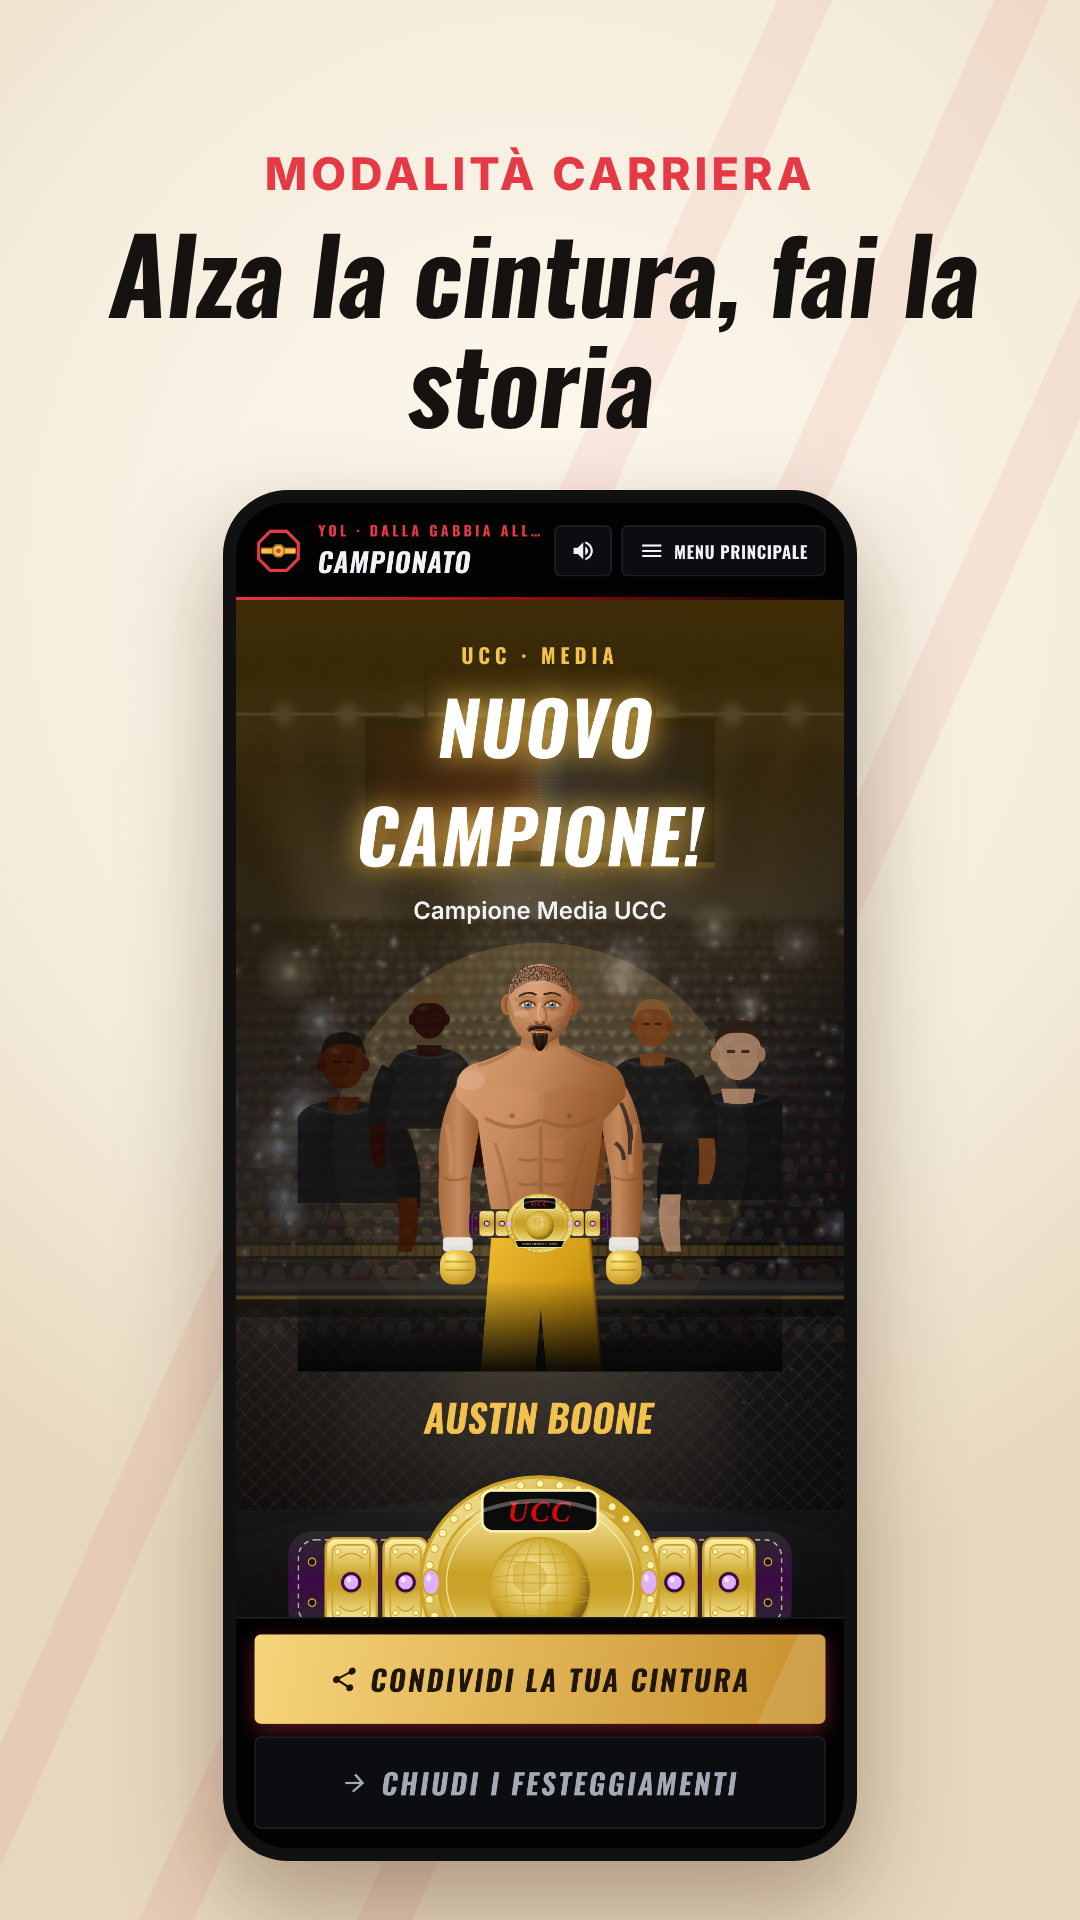 MODALITÀ CARRIERA
Alza la cintura, fai la
storia
YOL · DALLA GABBIA ALL…
CAMPIONATO
MENU PRINCIPALE
UCC · MEDIA
NUOVO
CAMPIONE!
Campione Media UCC
UCC
AUSTIN BOONE
UCC
CONDIVIDI LA TUA CINTURA
CHIUDI I FESTEGGIAMENTI